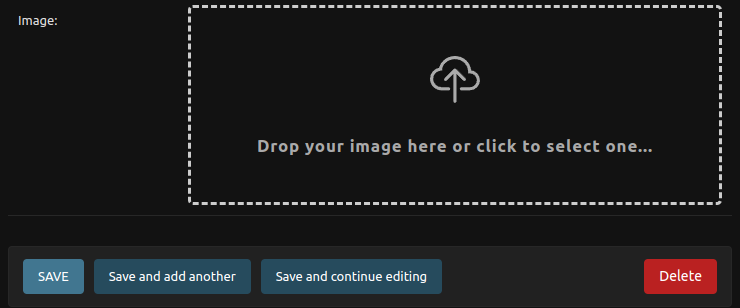 Image:
Drop your image here or click to select one...
SAVE
Save and add another
Save and continue editing
Delete